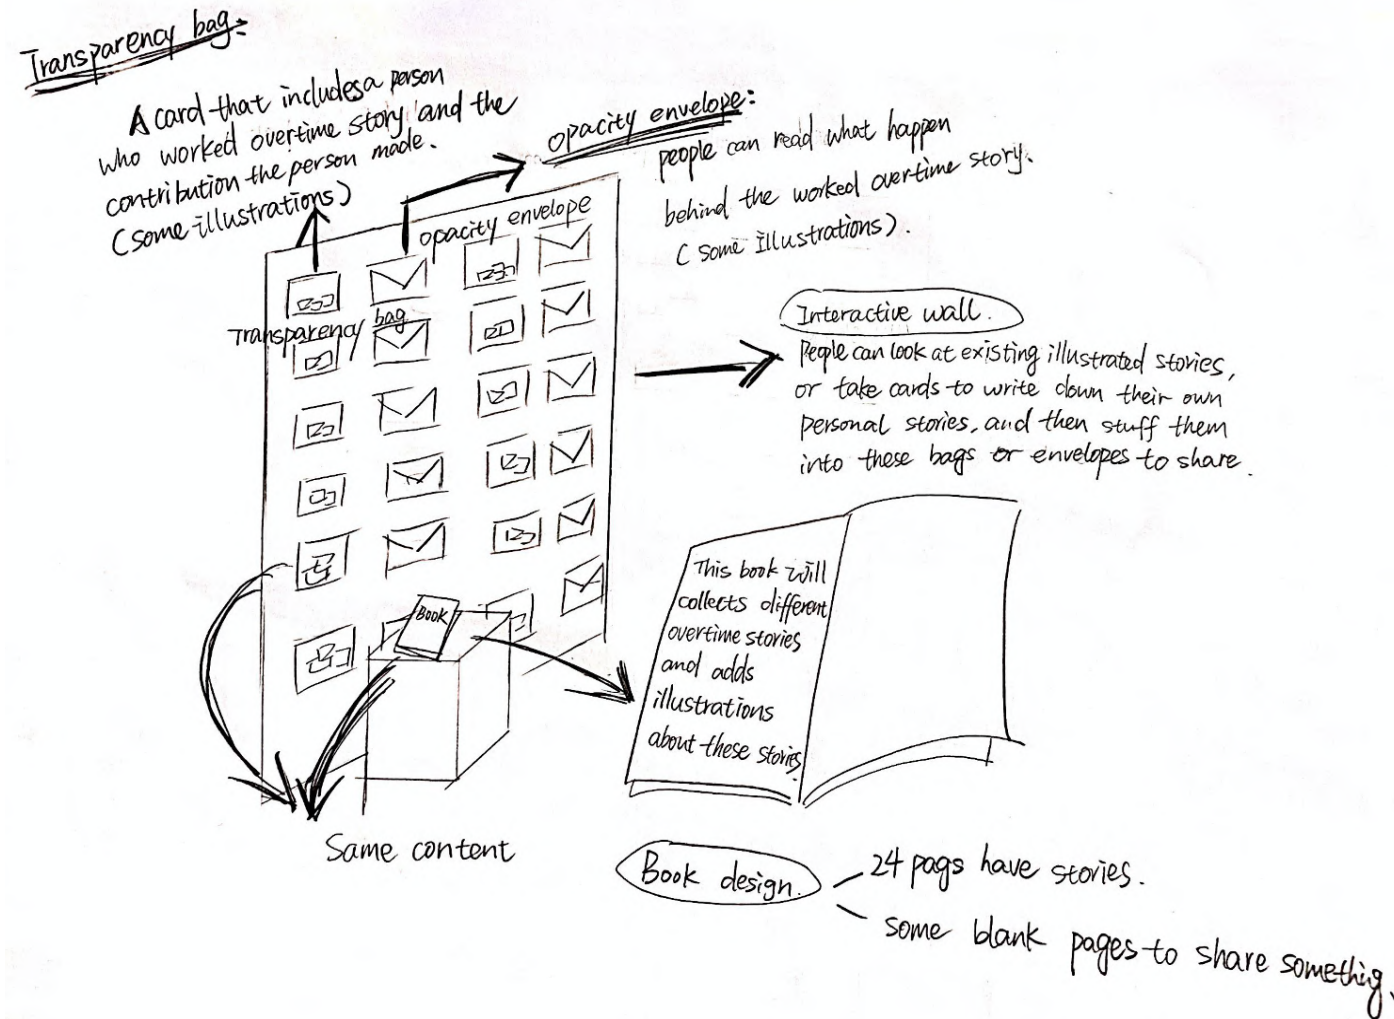 Transparency bag:
A card that includes a person
who worked overtime story and the
contribution the person made.
(some illustrations)
opacity envelope:
people can read what happen
behind the worked overtime story.
(some illustrations).
opacity envelope
Transparency bag
Interactive wall.
People can look at existing illustrated stories,
or take cards to write down their own
personal stories, and then stuff them
into these bags or envelopes to share.
BOOK
This book will
collects different
overtime stories
and adds
illustrations
about these stories.
Same content
Book design.
24 pags have stories.
some blank pages to share something.